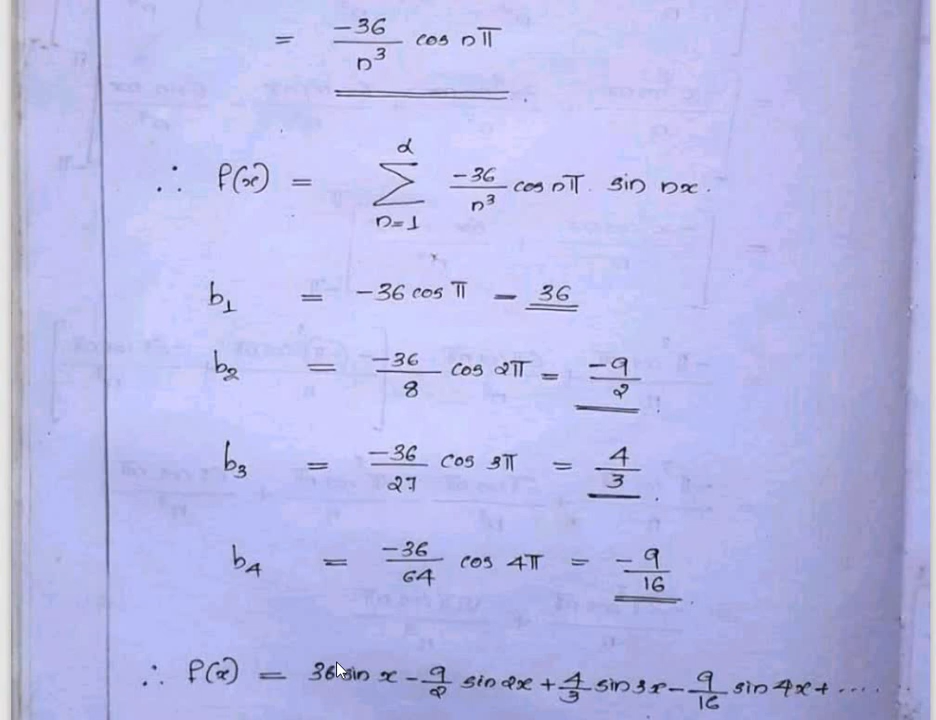 = -36/n³ cos nπ
∴ f(x) = ∑ₙ₌₁^α -36/n³ cos nπ. sin nx.
b₁ = -36 cos π = 36
b₂ = -36/8 cos 2π = -9/2.
b₃ = -36/27 cos 3π = 4/3.
b₄ = -36/64 cos 4π = -9/16
∴ f(x) = 36 sin x - 9/2 sin 2x + 4/3 sin 3x - 9/16 sin 4x + ....